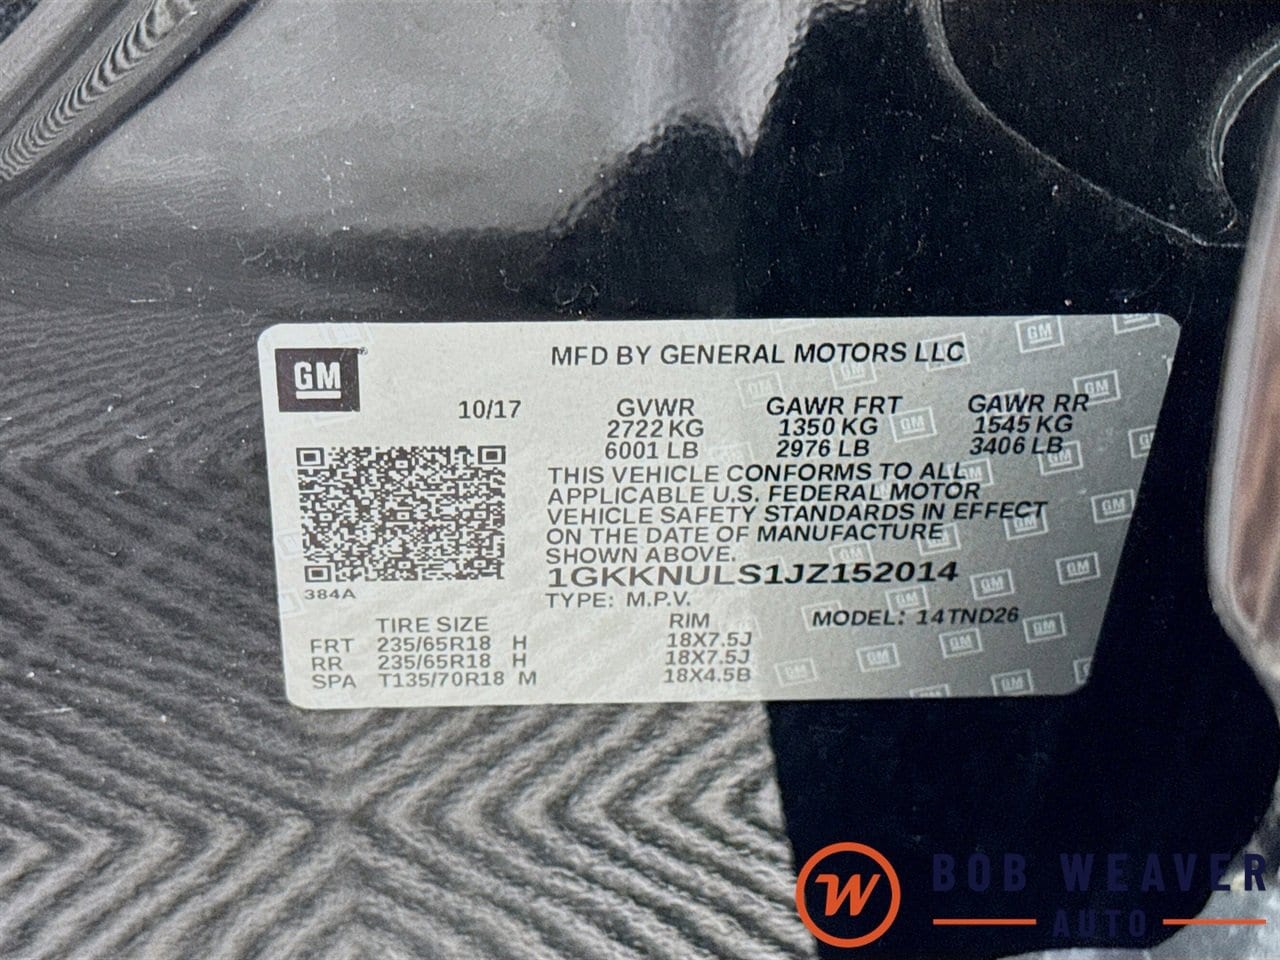 GM
MFD BY GENERAL MOTORS LLC
10/17
GVWR GAWR FRT GAWR RR
2722 KG 1350 KG 1545 KG
6001 LB 2976 LB 3406 LB
THIS VEHICLE CONFORMS TO ALL
APPLICABLE U.S. FEDERAL MOTOR
VEHICLE SAFETY STANDARDS IN EFFECT
ON THE DATE OF MANUFACTURE
SHOWN ABOVE.
1GKKNULS1JZ152014
384A
TYPE: M.P.V. MODEL: 14TND26
TIRE SIZE RIM
FRT 235/65R18 H 18X7.5J
RR 235/65R18 H 18X7.5J
SPA T135/70R18 M 18X4.5B
W
BOB WEAVER
AUTO